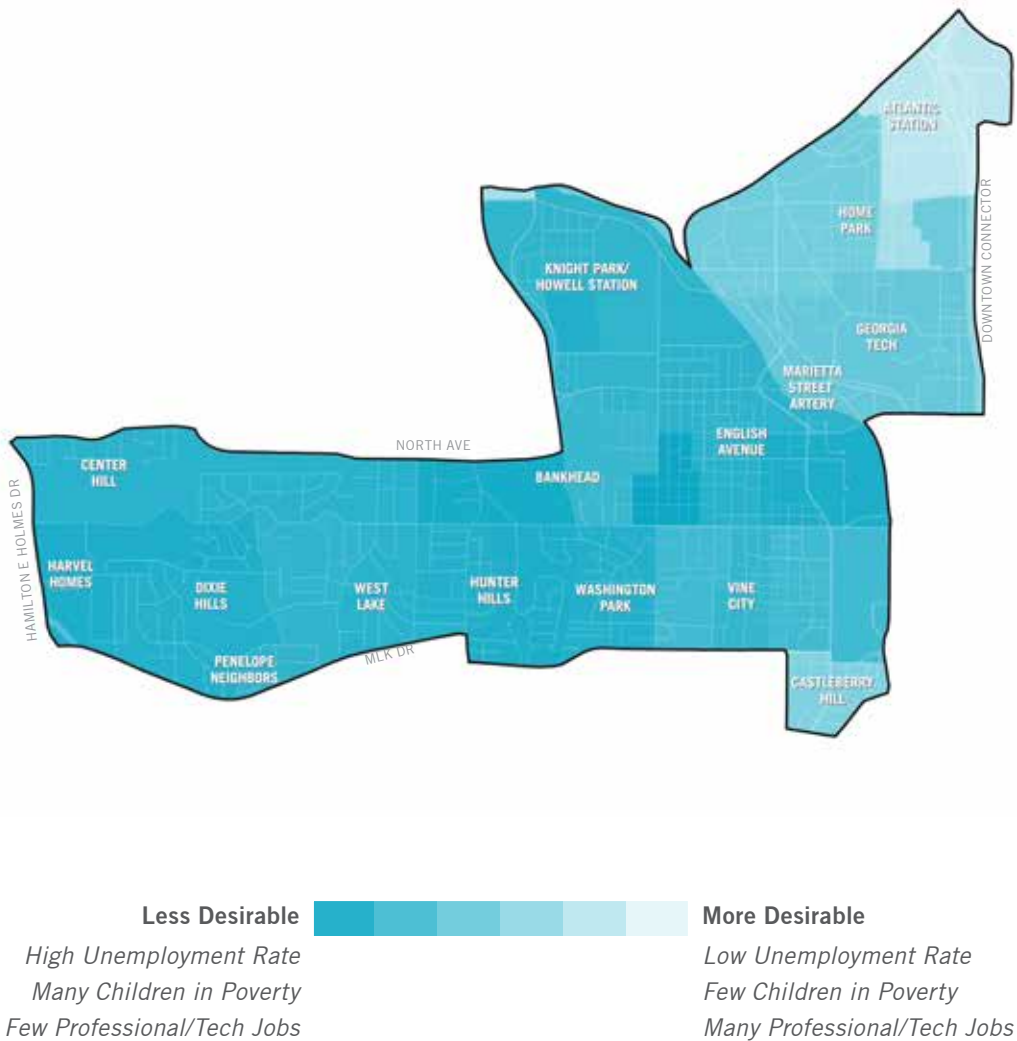 ATLANTIC
STATION
DOWNTOWN CONNECTOR
HOME
PARK
KNIGHT PARK/
HOWELL STATION
GEORGIA
TECH
MARIETTA
STREET
ARTERY
NORTH AVE
ENGLISH
AVENUE
CENTER
HILL
BANKHEAD
HAMILTON E HOLMES DR
HARVEL
HOMES
DIXIE
HILLS
WEST
LAKE
HUNTER
HILLS
WASHINGTON
PARK
VINE
CITY
MLK DR
PENELOPE
NEIGHBORS
CASTLEBERRY
HILL
Less Desirable
High Unemployment Rate
Many Children in Poverty
Few Professional/Tech Jobs
More Desirable
Low Unemployment Rate
Few Children in Poverty
Many Professional/Tech Jobs